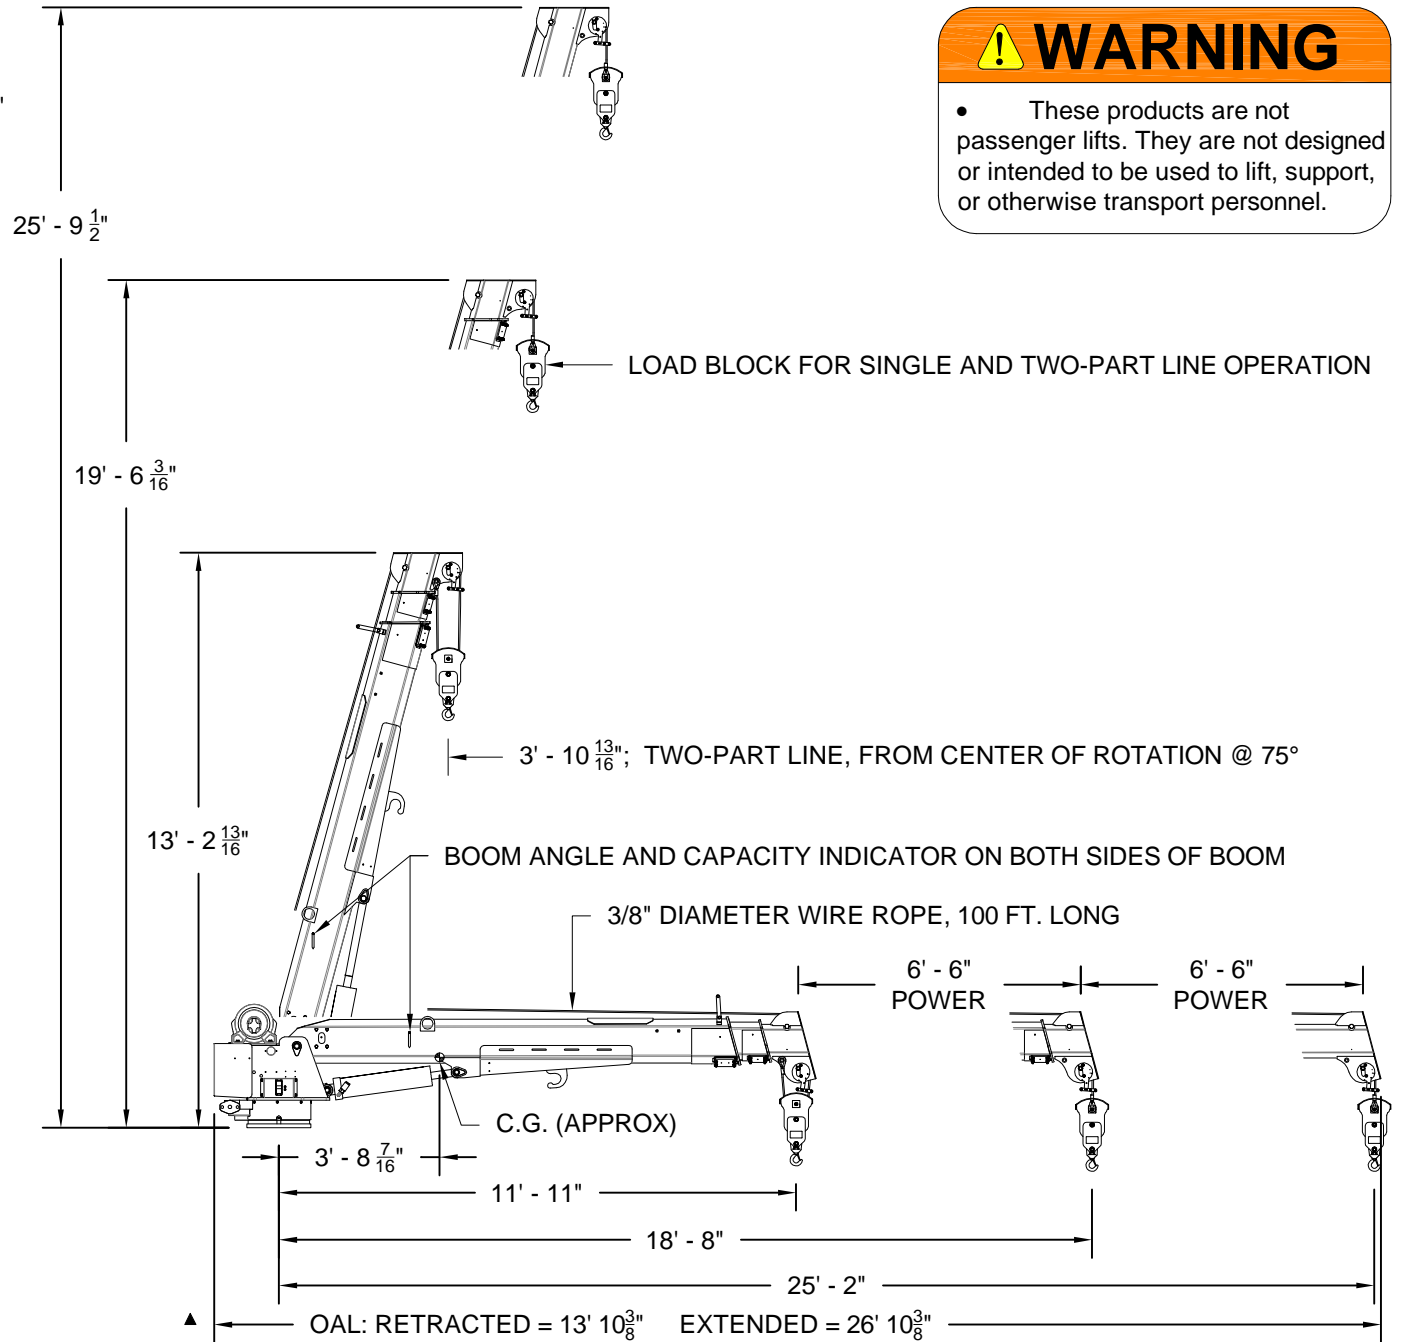 WARNING
• These products are not
passenger lifts. They are not designed
or intended to be used to lift, support,
or otherwise transport personnel.
"
25' - 9 1/2"
LOAD BLOCK FOR SINGLE AND TWO-PART LINE OPERATION
19' - 6 3/16"
3' - 10 13/16"; TWO-PART LINE, FROM CENTER OF ROTATION @ 75°
13' - 2 13/16"
BOOM ANGLE AND CAPACITY INDICATOR ON BOTH SIDES OF BOOM
3/8" DIAMETER WIRE ROPE, 100 FT. LONG
6' - 6"
POWER
6' - 6"
POWER
C.G. (APPROX)
3' - 8 7/16"
11' - 11"
18' - 8"
25' - 2"
▲ OAL: RETRACTED = 13' 10 3/8" EXTENDED = 26' 10 3/8"